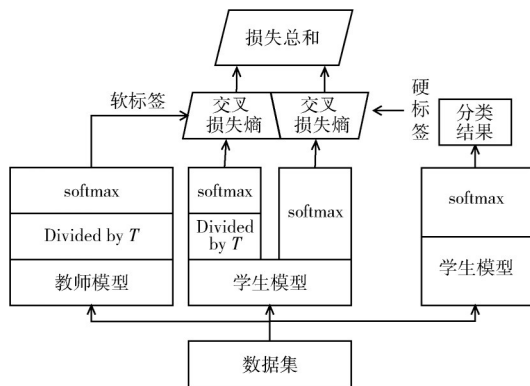 损失总和
软标签
交叉
损失熵
交叉
损失熵
硬
标
签
分类
结果
softmax
Divided by T
教师模型
softmax
Divided
by T
softmax
学生模型
softmax
学生模型
数据集